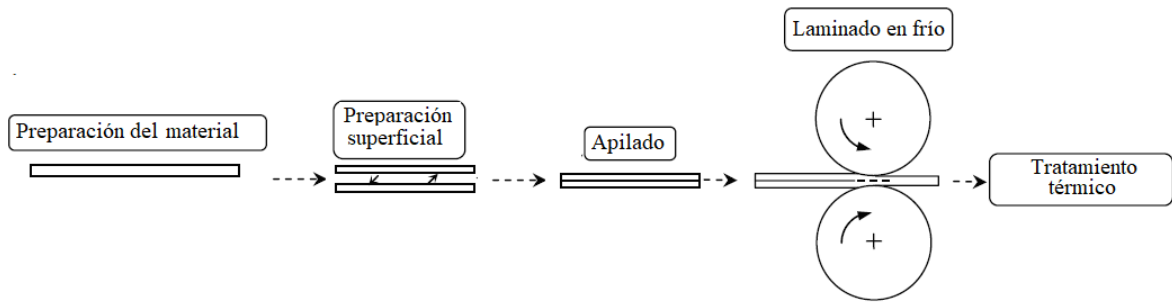 Preparación del material
Preparación
superficial
Apilado
Laminado en frío
Tratamiento
térmico